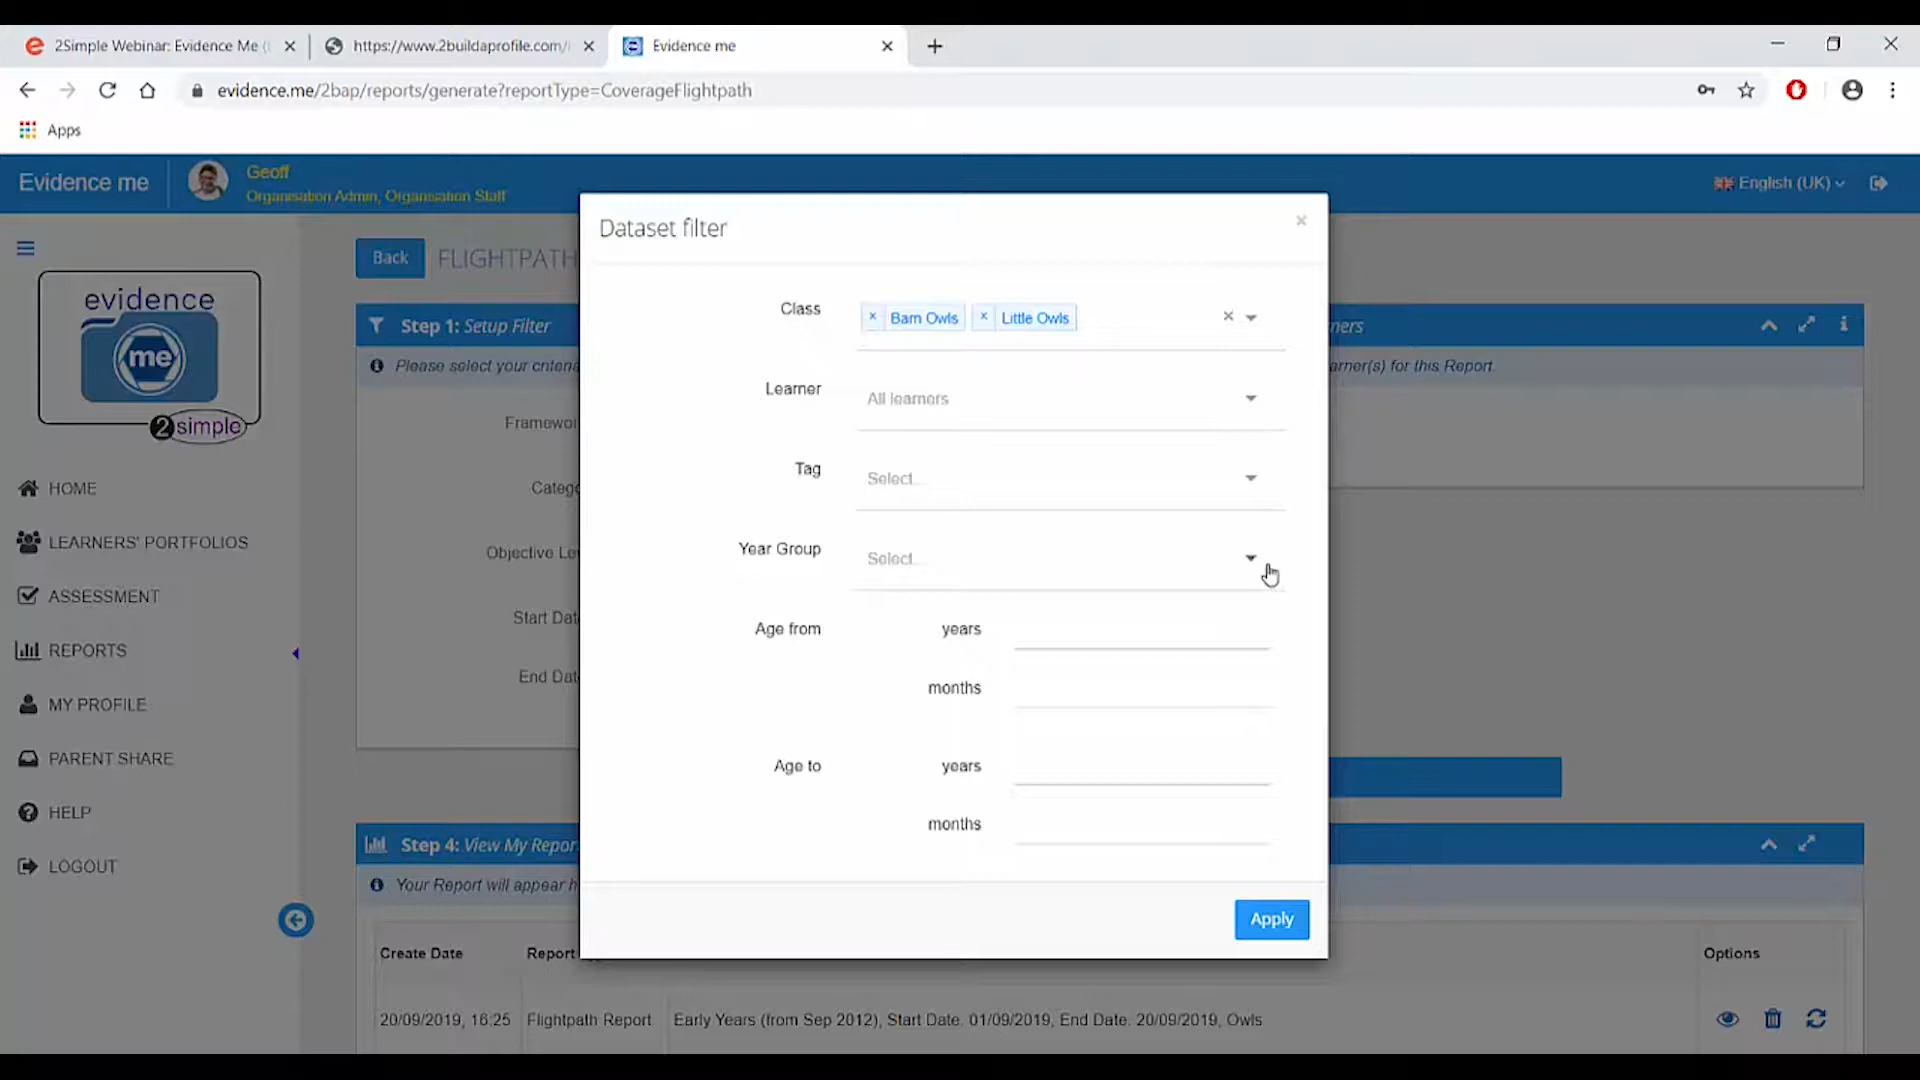 2Simple Webinar: Evidence Me (
https://www.2buildaprofile.com/
Evidence me
evidence.me/2bap/reports/generate?reportType=CoverageFlightpath
Apps
Evidence me
Geoff
Organisation Admin, Organisation Staff
English (UK)
evidence
me
2simple
HOME
LEARNERS' PORTFOLIOS
ASSESSMENT
REPORTS
MY PROFILE
PARENT SHARE
HELP
LOGOUT
Back
FLIGHTPATH
Step 1: Setup Filter
Please select your criteria
Framewor
Catego
Objective Le
Start Dat
End Dat
ners
arner(s) for this Report.
Dataset filter
×
Class
× Barn Owls
× Little Owls
Learner
All learners
Tag
Select...
Year Group
Select...
Age from
years
months
Age to
years
months
Apply
Step 4: View My Repor
Your Report will appear h
Create Date
Report
Options
20/09/2019, 16:25
Flightpath Report
Early Years (from Sep 2012), Start Date. 01/09/2019, End Date. 20/09/2019, Owls